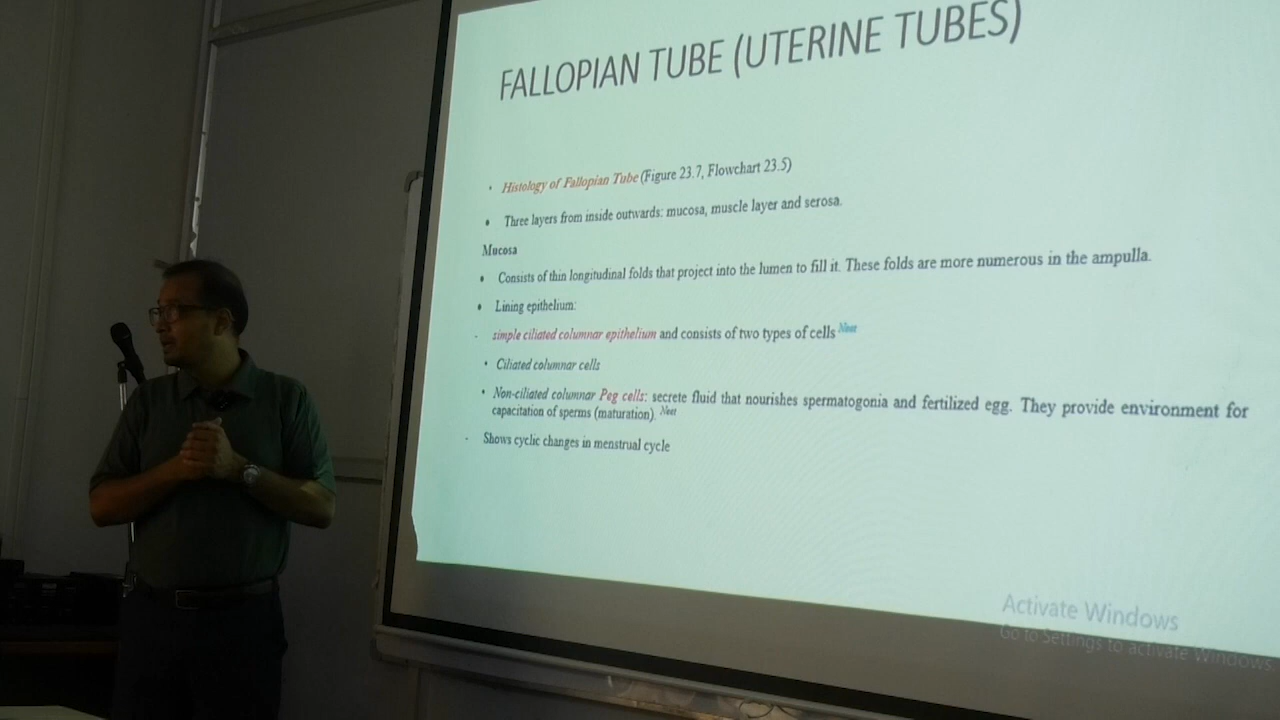 FALLOPIAN TUBE (UTERINE TUBES)
• Histology of Fallopian Tube (Figure 23.7, Flowchart 23.5)
• Three layers from inside outwards: mucosa, muscle layer and serosa.
Mucosa
• Consists of thin longitudinal folds that project into the lumen to fill it. These folds are more numerous in the ampulla.
• Lining epithelium:
- simple ciliated columnar epithelium and consists of two types of cells Neet
• Ciliated columnar cells
• Non-ciliated columnar Peg cells: secrete fluid that nourishes spermatogonia and fertilized egg. They provide environment for
capacitation of sperms (maturation). Neet
- Shows cyclic changes in menstrual cycle
Activate Windows
Go to Settings to activate Windows.